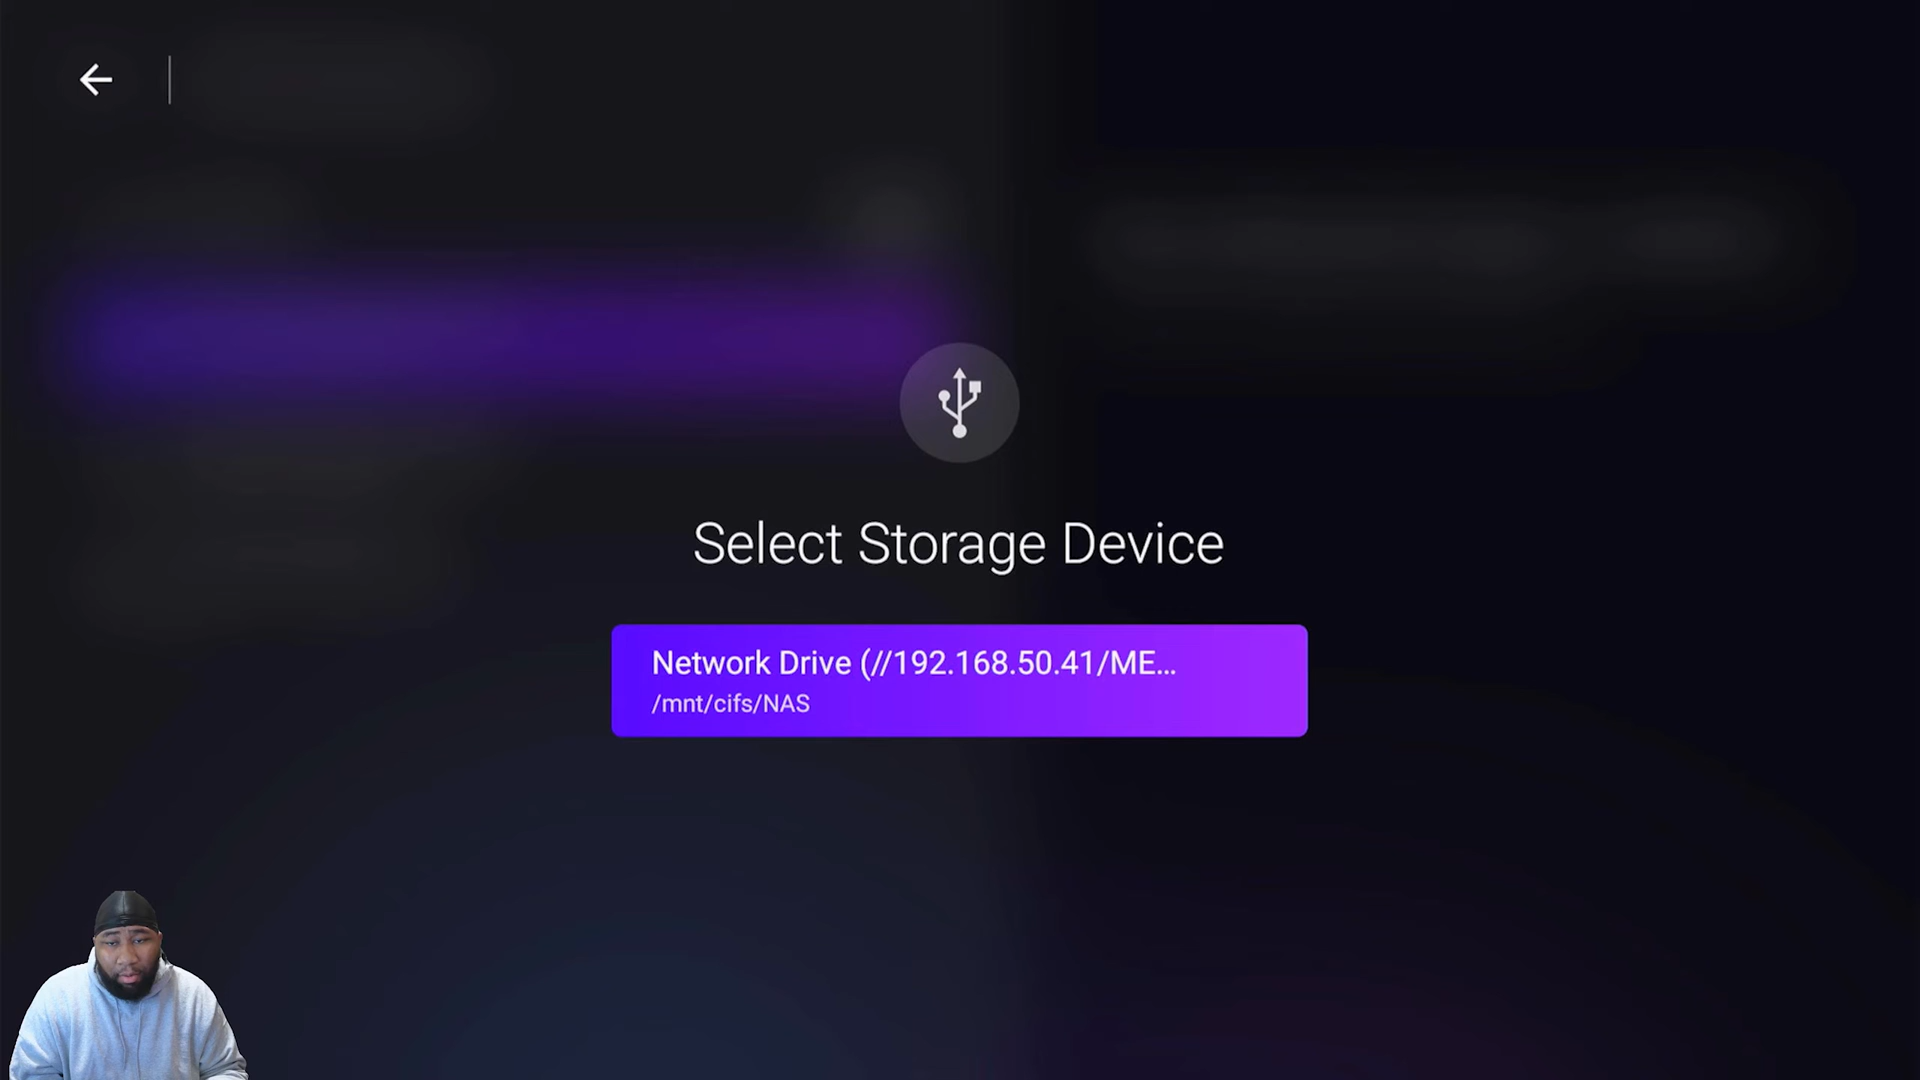 Select Storage Device
Network Drive (//192.168.50.41/ME...
/mnt/cifs/NAS